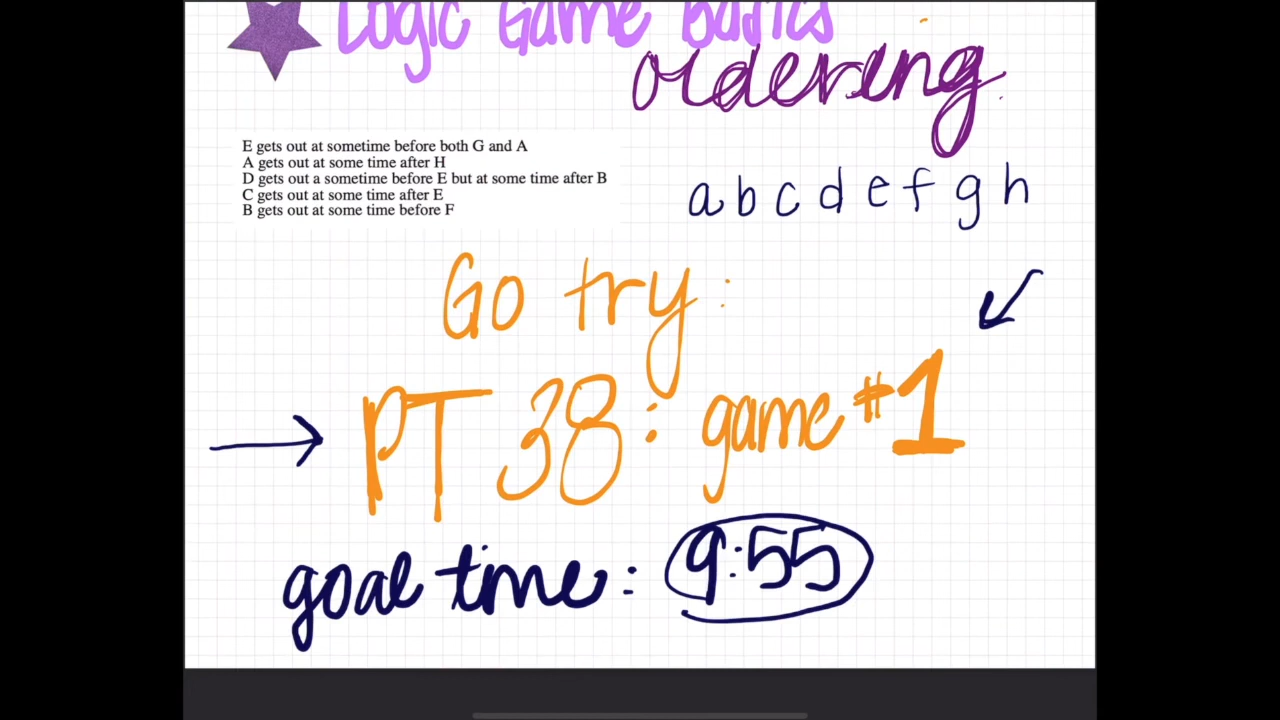 Logic Game Basics
ordering
E gets out at sometime before both G and A
A gets out at some time after H
D gets out a sometime before E but at some time after B
C gets out at some time after E
B gets out at some time before F
a b c d e f g h
Go try:
PT 38: game #1
goal time: 9:55